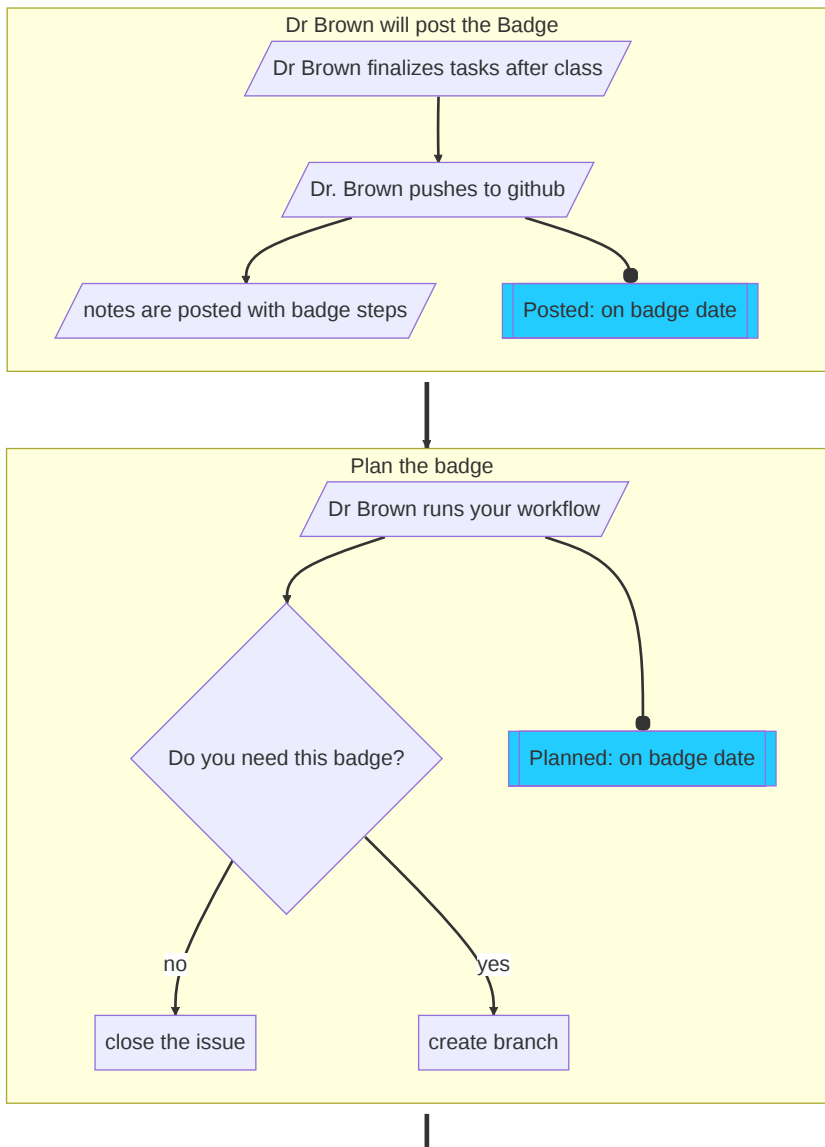 Dr Brown will post the Badge
Dr Brown finalizes tasks after class
Dr. Brown pushes to github
notes are posted with badge steps
Posted: on badge date
Plan the badge
Dr Brown runs your workflow
Do you need this badge?
Planned: on badge date
no
yes
close the issue
create branch